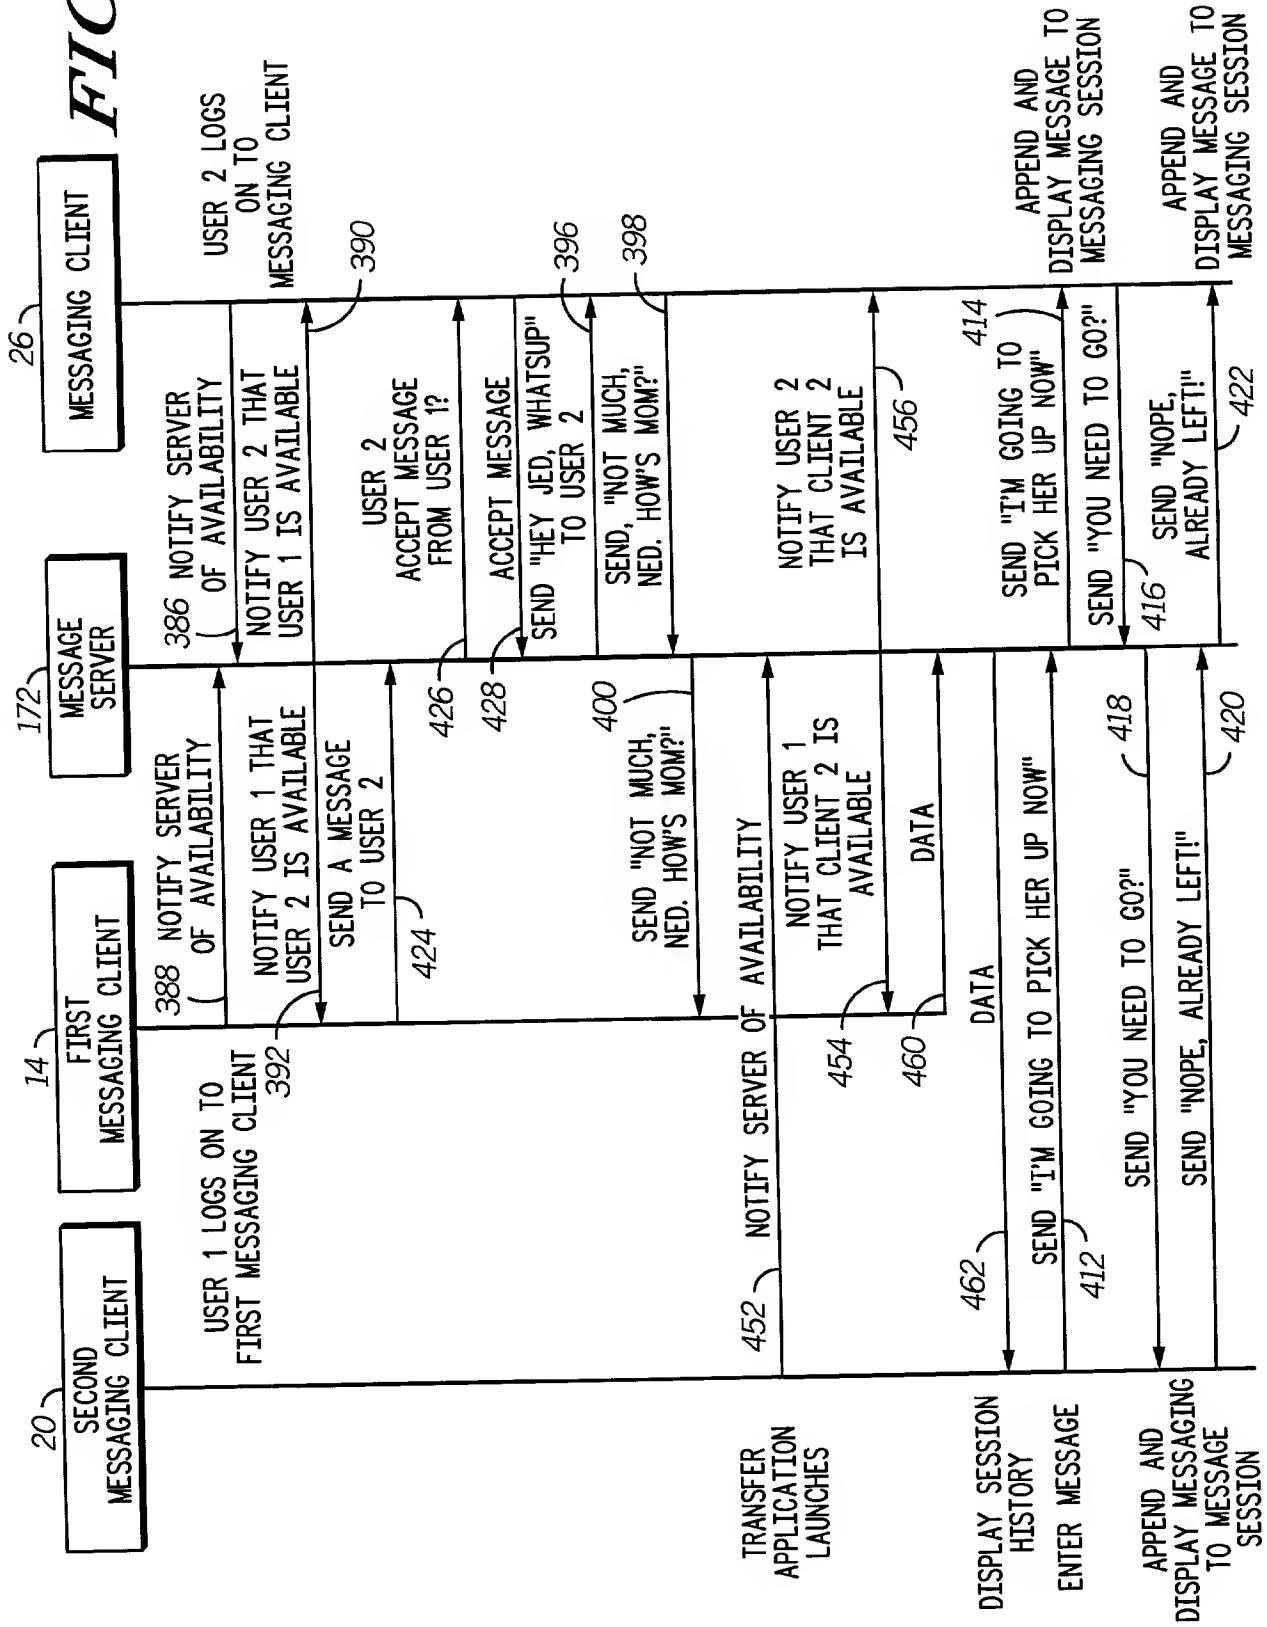 FIG
20
SECOND
MESSAGING CLIENT
14
FIRST
MESSAGING CLIENT
172
MESSAGE
SERVER
26
MESSAGING CLIENT
USER 1 LOGS ON TO
FIRST MESSAGING CLIENT
388 NOTIFY SERVER
OF AVAILABILITY
386 NOTIFY SERVER
OF AVAILABILITY
USER 2 LOGS
ON TO
MESSAGING CLIENT
392
NOTIFY USER 1 THAT
USER 2 IS AVAILABLE
NOTIFY USER 2 THAT
USER 1 IS AVAILABLE
390
SEND A MESSAGE
TO USER 2
424
USER 2
ACCEPT MESSAGE
FROM USER 1?
426
ACCEPT MESSAGE
428
SEND "HEY JED, WHATSUP"
TO USER 2
396
SEND, "NOT MUCH,
NED. HOW'S MOM?"
398
SEND "NOT MUCH,
NED. HOW'S MOM?"
400
TRANSFER
APPLICATION
LAUNCHES
452
NOTIFY SERVER OF AVAILABILITY
NOTIFY USER 1
THAT CLIENT 2 IS
AVAILABLE
454
NOTIFY USER 2
THAT CLIENT 2
IS AVAILABLE
456
DATA
460
DATA
462
DISPLAY SESSION
HISTORY
ENTER MESSAGE
SEND "I'M GOING TO PICK HER UP NOW"
412
SEND "I'M GOING TO
PICK HER UP NOW"
414
APPEND AND
DISPLAY MESSAGE TO
MESSAGING SESSION
SEND "YOU NEED TO GO?"
416
SEND "YOU NEED TO GO?"
418
APPEND AND
DISPLAY MESSAGING
TO MESSAGE
SESSION
SEND "NOPE, ALREADY LEFT!"
420
SEND "NOPE,
ALREADY LEFT!"
422
APPEND AND
DISPLAY MESSAGE TO
MESSAGING SESSION